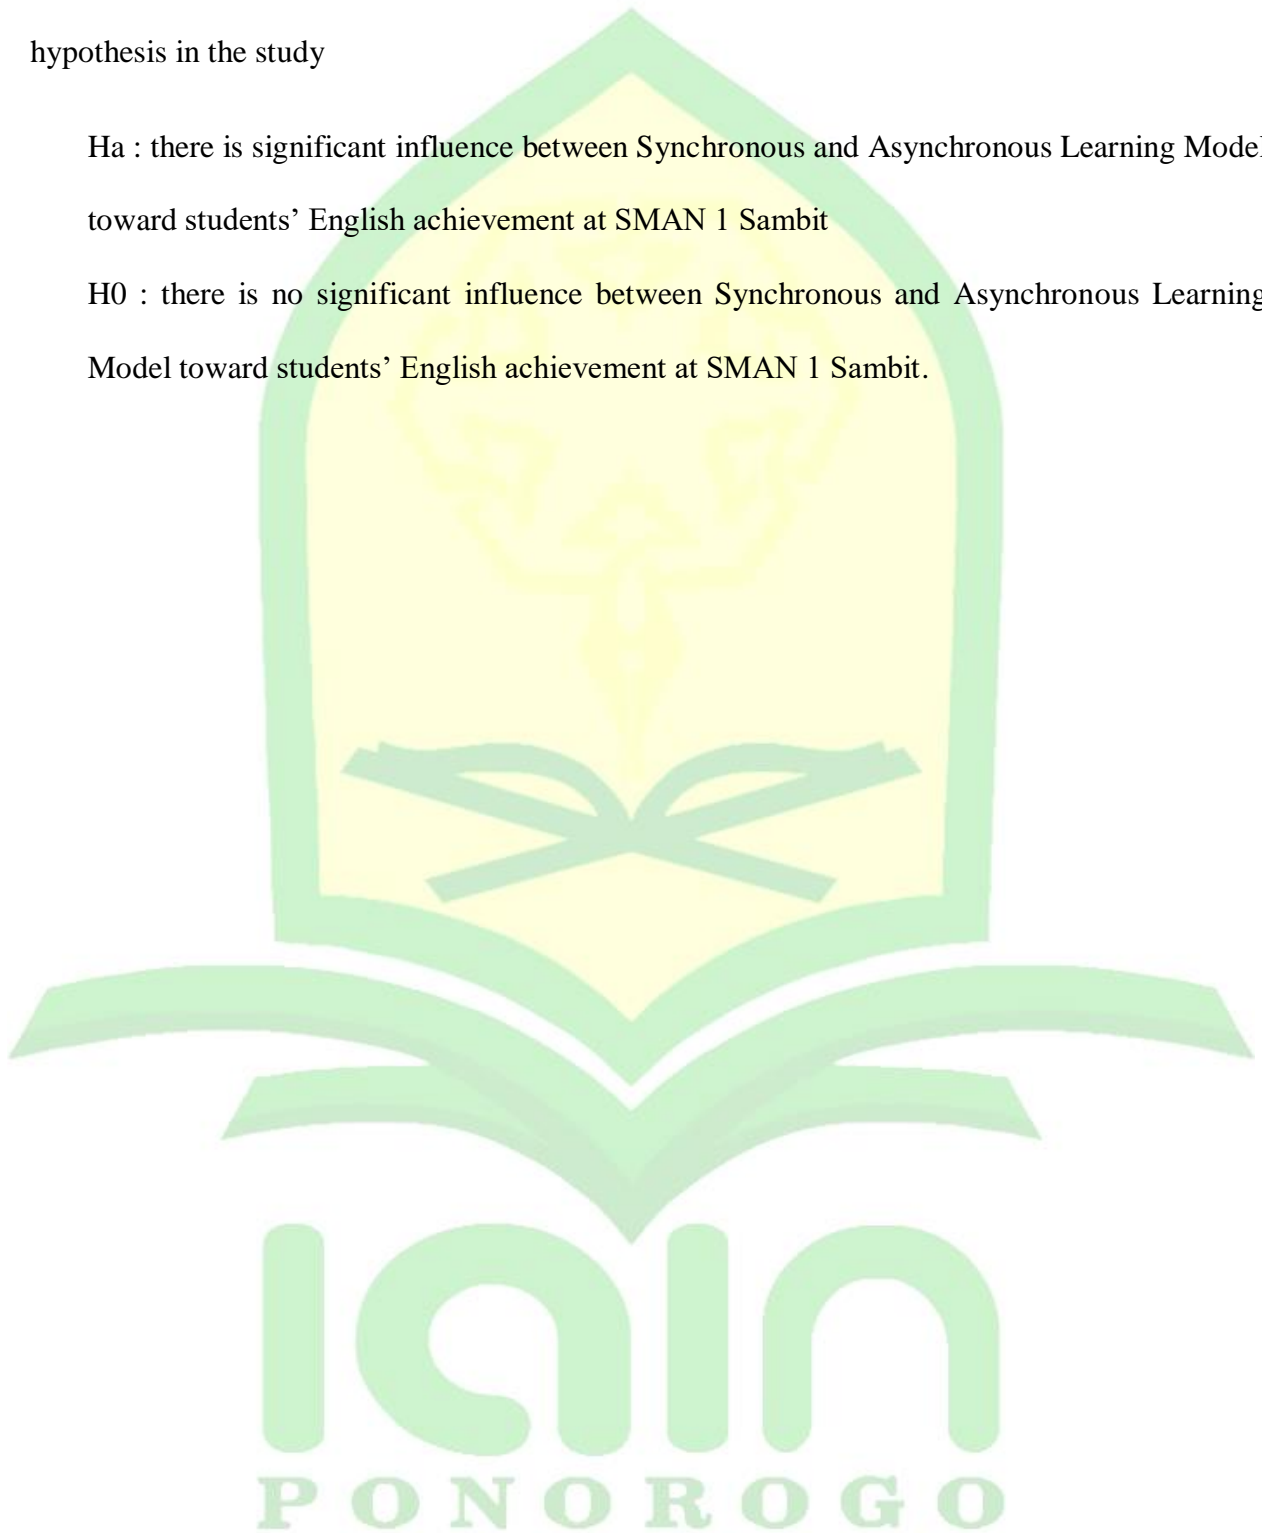 hypothesis in the study
Ha : there is significant influence between Synchronous and Asynchronous Learning Model
toward students’ English achievement at SMAN 1 Sambit
H0 : there is no significant influence between Synchronous and Asynchronous Learning
Model toward students’ English achievement at SMAN 1 Sambit.
iain
PONOROGO